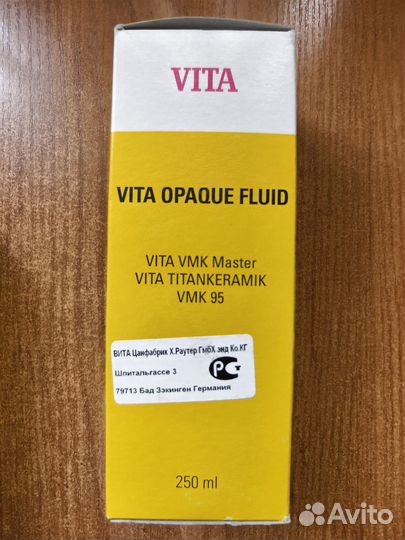 VITA
VITA OPAQUE FLUID
VITA VMK Master
VITA TITANKERAMIK
VMK 95
ВИТА Цанфабрик Х.Раутер ГмбХ энд Ко.КГ
Шпитальгассе 3
79713 Бад Зэкинген Германия
РС
250 ml
Avito